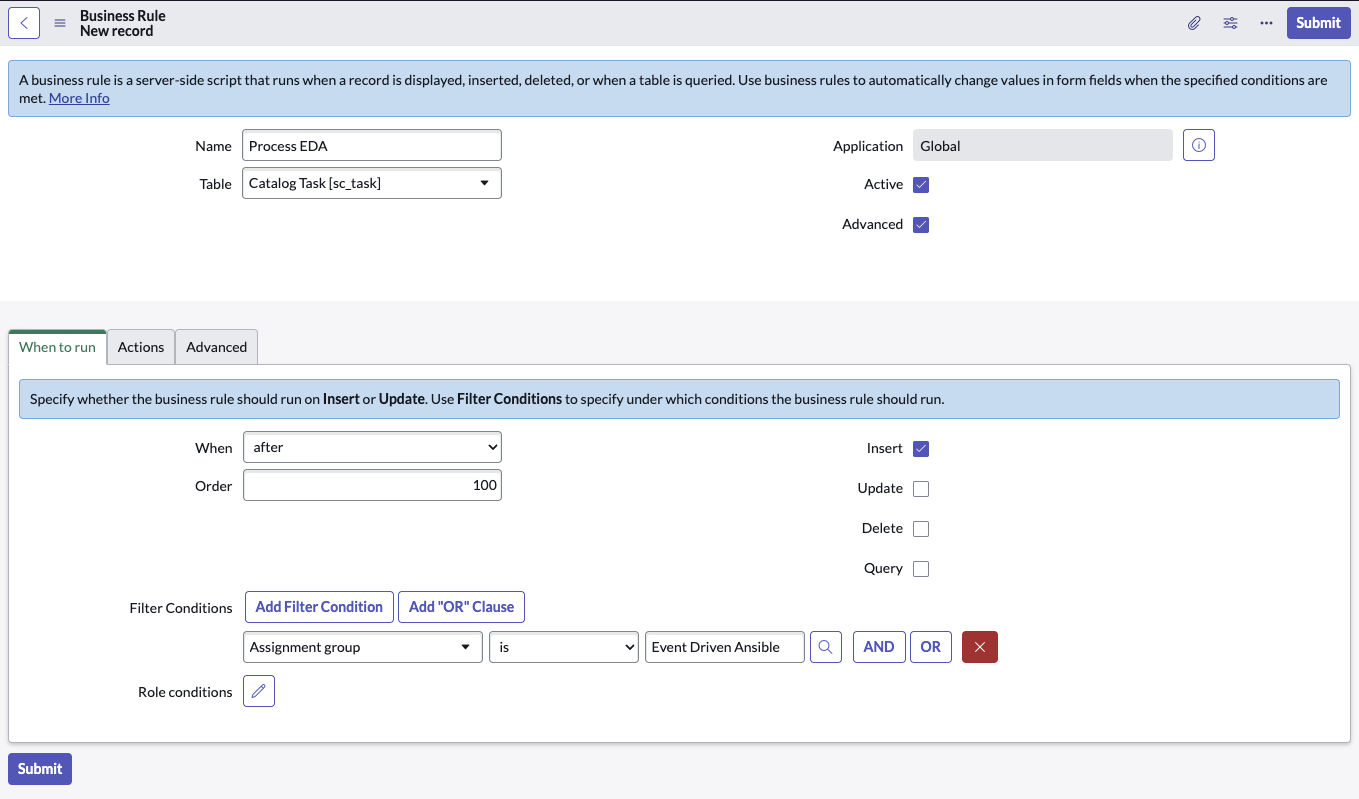 Business Rule
New record
Submit
A business rule is a server-side script that runs when a record is displayed, inserted, deleted, or when a table is queried. Use business rules to automatically change values in form fields when the specified conditions are
met. More Info
Name Process EDA
Application Global
Table Catalog Task [sc_task]
Active
Advanced
When to run Actions Advanced
Specify whether the business rule should run on Insert or Update. Use Filter Conditions to specify under which conditions the business rule should run.
When after
Insert
Order 100
Update
Delete
Query
Filter Conditions Add Filter Condition Add "OR" Clause
Assignment group is Event Driven Ansible AND OR
Role conditions
Submit